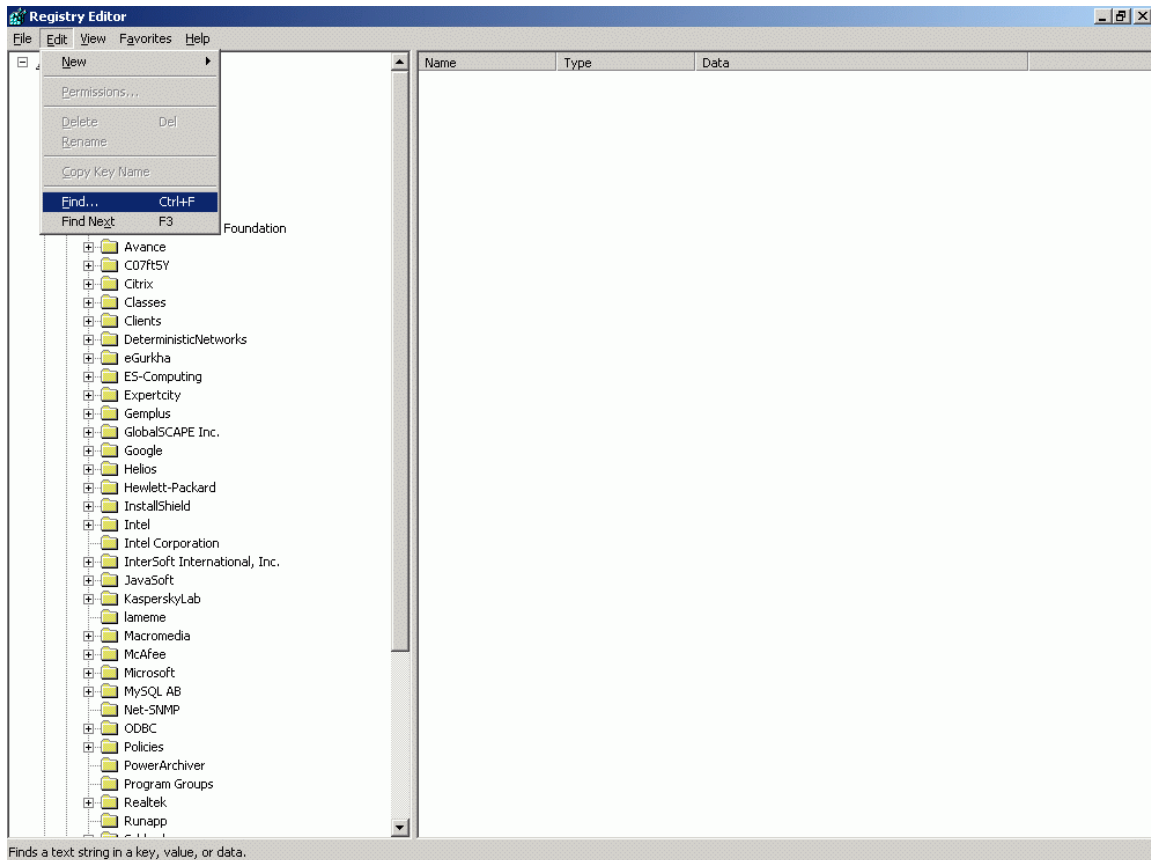 Registry Editor
File Edit View Favorites Help
New
Permissions...
Delete Del
Rename
Copy Key Name
Find... Ctrl+F
Find Next F3
Name Type Data
Foundation
Avance
C07ft5Y
Citrix
Classes
Clients
DeterministicNetworks
eGurkha
ES-Computing
Expertcity
Gemplus
GlobalSCAPE Inc.
Google
Helios
Hewlett-Packard
InstallShield
Intel
Intel Corporation
InterSoft International, Inc.
JavaSoft
KasperskyLab
lameme
Macromedia
McAfee
Microsoft
MySQL AB
Net-SNMP
ODBC
Policies
PowerArchiver
Program Groups
Realtek
Runapp
Finds a text string in a key, value, or data.